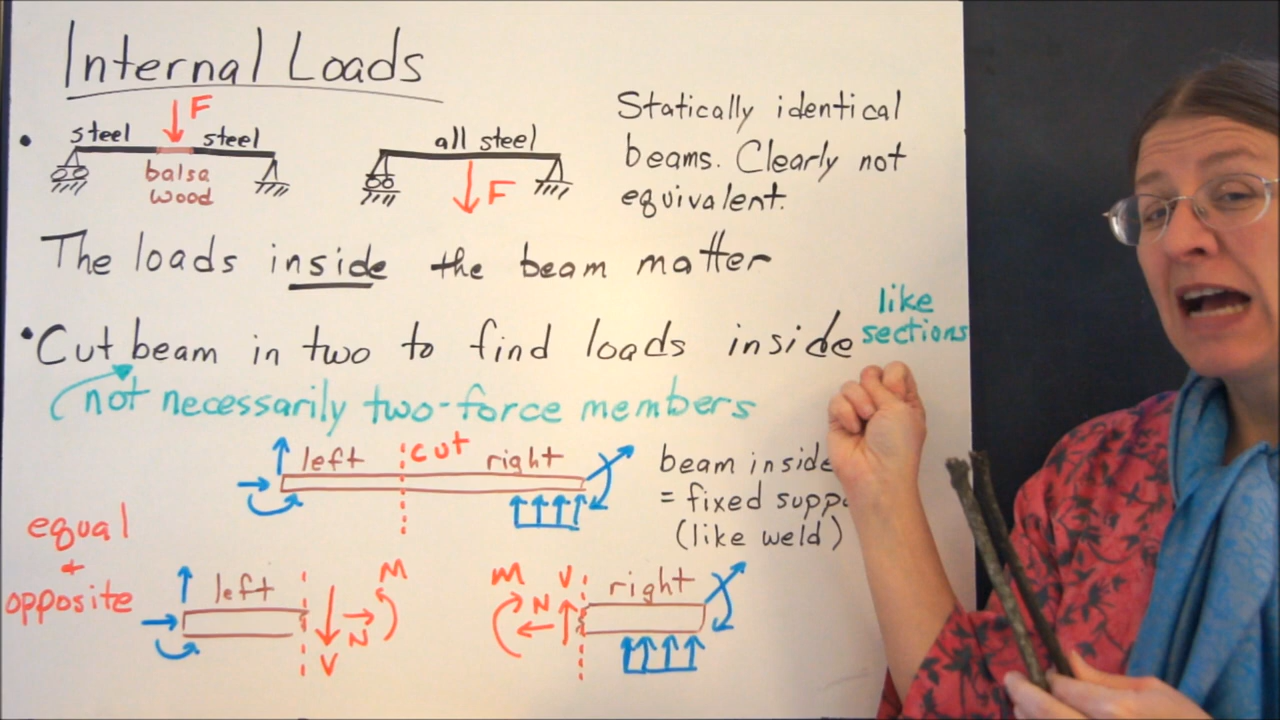 Internal Loads
F
steel steel
balsa
wood
all steel
F
Statically identical
beams. Clearly not
equivalent.
The loads inside the beam matter
• Cut beam in two to find loads inside
like
sections
not necessarily two-force members
left cut right
beam inside
= fixed
(like weld)
equal
+
opposite
left
V
N
M
M
N
V
right